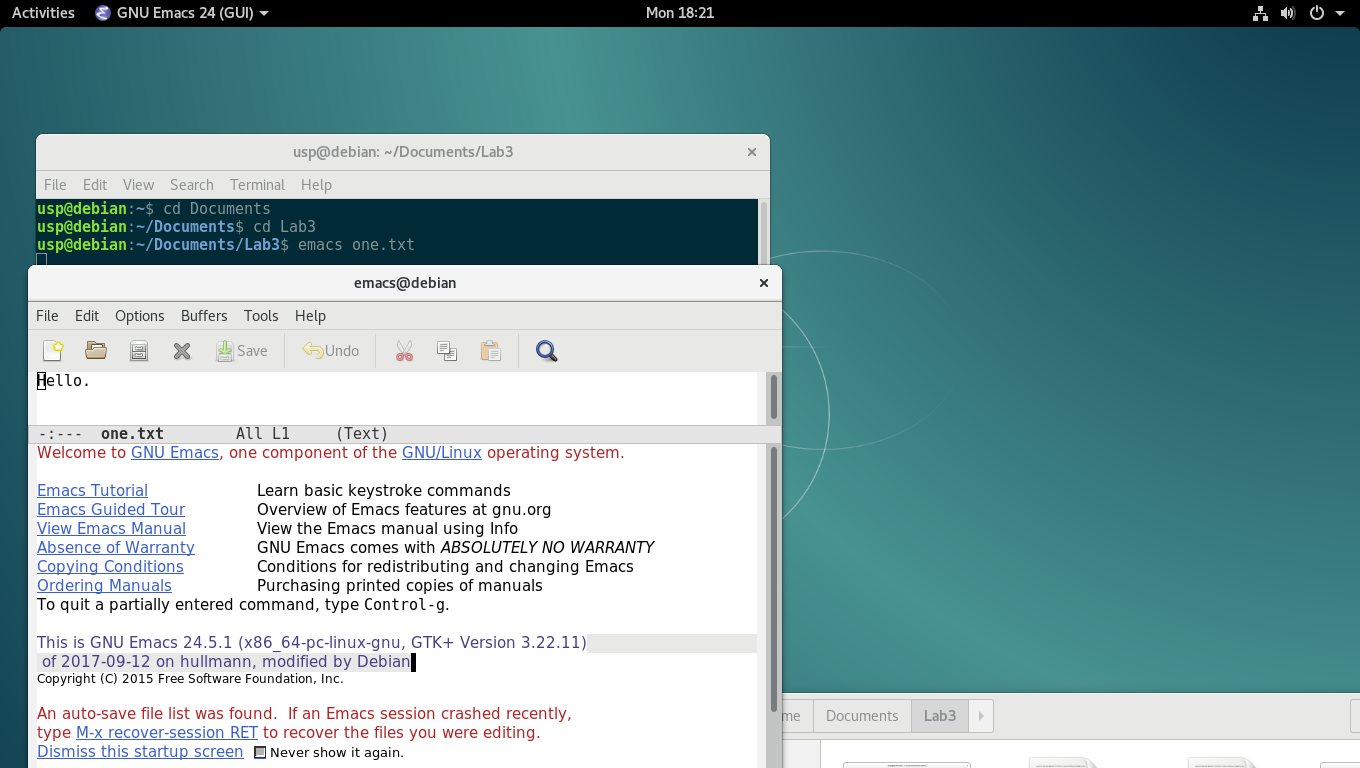 Activities GNU Emacs 24 (GUI) Mon 18:21
usp@debian: ~/Documents/Lab3
File Edit View Search Terminal Help
usp@debian:~$ cd Documents
usp@debian:~/Documents$ cd Lab3
usp@debian:~/Documents/Lab3$ emacs one.txt
emacs@debian
File Edit Options Buffers Tools Help
Save Undo
Hello.
-:--- one.txt All L1 (Text)
Welcome to GNU Emacs, one component of the GNU/Linux operating system.
Emacs Tutorial Learn basic keystroke commands
Emacs Guided Tour Overview of Emacs features at gnu.org
View Emacs Manual View the Emacs manual using Info
Absence of Warranty GNU Emacs comes with ABSOLUTELY NO WARRANTY
Copying Conditions Conditions for redistributing and changing Emacs
Ordering Manuals Purchasing printed copies of manuals
To quit a partially entered command, type Control-g.
This is GNU Emacs 24.5.1 (x86_64-pc-linux-gnu, GTK+ Version 3.22.11)
of 2017-09-12 on hullmann, modified by Debian
Copyright (C) 2015 Free Software Foundation, Inc.
An auto-save file list was found. If an Emacs session crashed recently,
type M-x recover-session RET to recover the files you were editing.
Dismiss this startup screen Never show it again.
me Documents Lab3